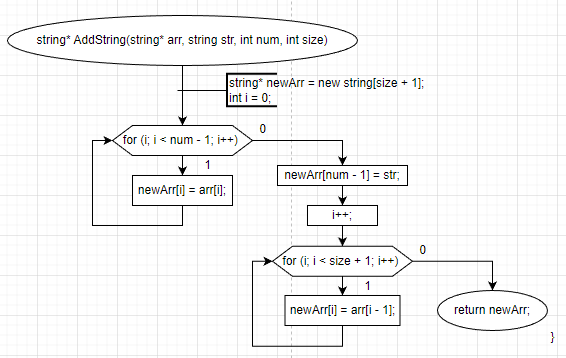 string* AddString(string* arr, string str, int num, int size)
string* newArr = new string[size + 1];
int i = 0;
for (i; i < num - 1; i++)
0
1
newArr[i] = arr[i];
newArr[num - 1] = str;
i++;
for (i; i < size + 1; i++)
0
1
newArr[i] = arr[i - 1];
return newArr;
}